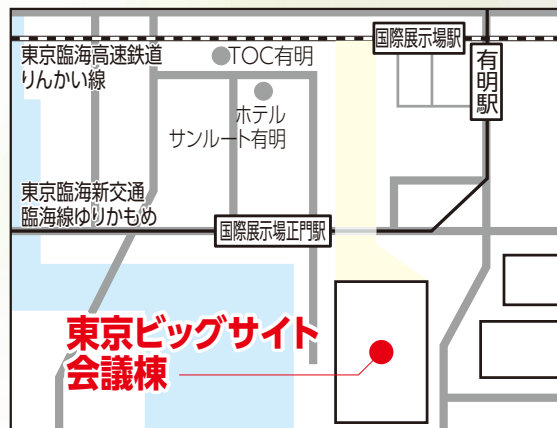 国際展示場駅
東京臨海高速鉄道
りんかい線
TOC有明
有明駅
ホテル
サンルート有明
東京臨海新交通
臨海線ゆりかもめ
国際展示場正門駅
東京ビッグサイト
会議棟